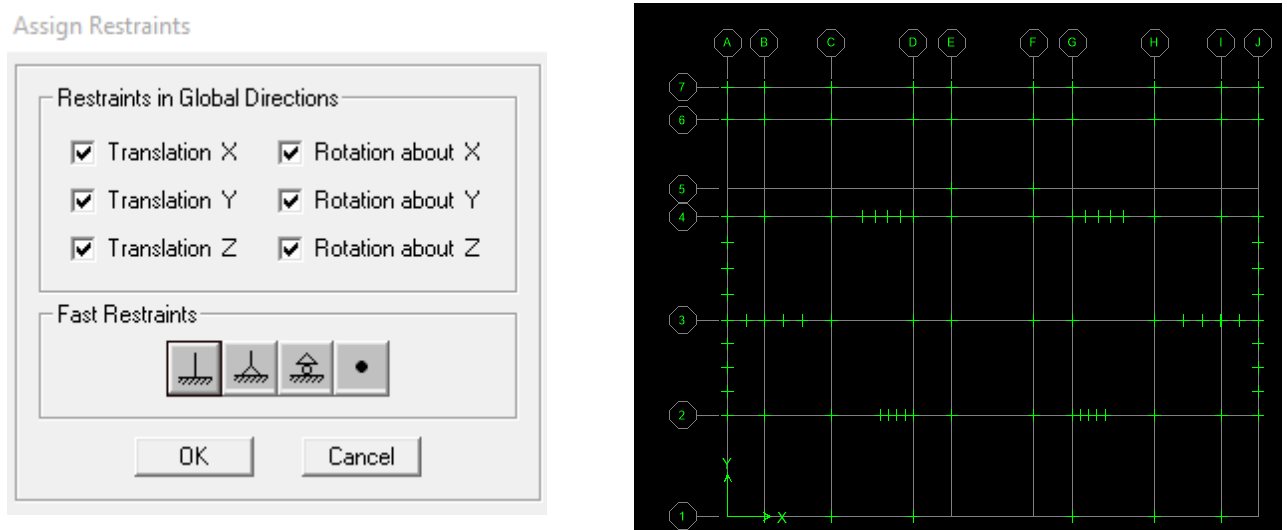 Assign Restraints
Restraints in Global Directions
Translation X
Rotation about X
Translation Y
Rotation about Y
Translation Z
Rotation about Z
Fast Restraints
OK
Cancel
A B C D E F G H I J
7
6
5
4
3
2
Y
X
1